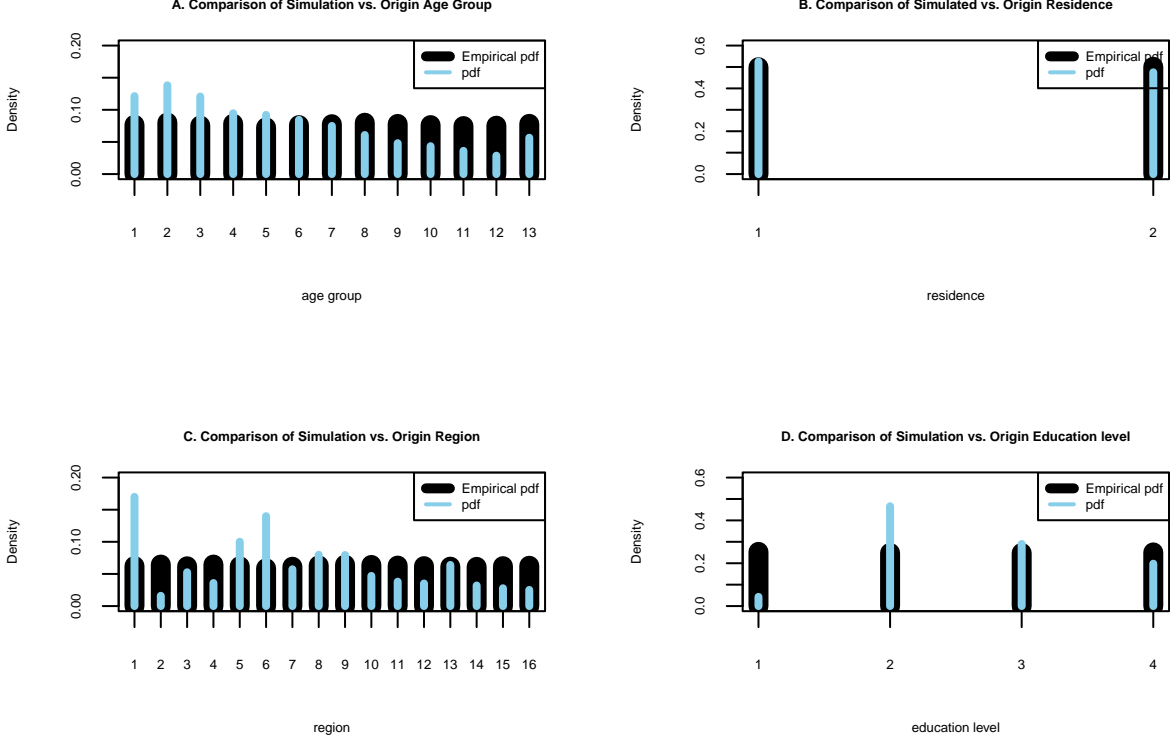 A. Comparison of Simulation vs. Origin Age Group
Density
0.00 0.10 0.20
Empirical pdf
pdf
1 2 3 4 5 6 7 8 9 10 11 12 13
age group
B. Comparison of Simulated vs. Origin Residence
Density
0.0 0.2 0.4 0.6
Empirical pdf
pdf
1 2
residence
C. Comparison of Simulation vs. Origin Region
Density
0.00 0.10 0.20
Empirical pdf
pdf
1 2 3 4 5 6 7 8 9 10 11 12 13 14 15 16
region
D. Comparison of Simulation vs. Origin Education level
Density
0.0 0.2 0.4 0.6
Empirical pdf
pdf
1 2 3 4
education level